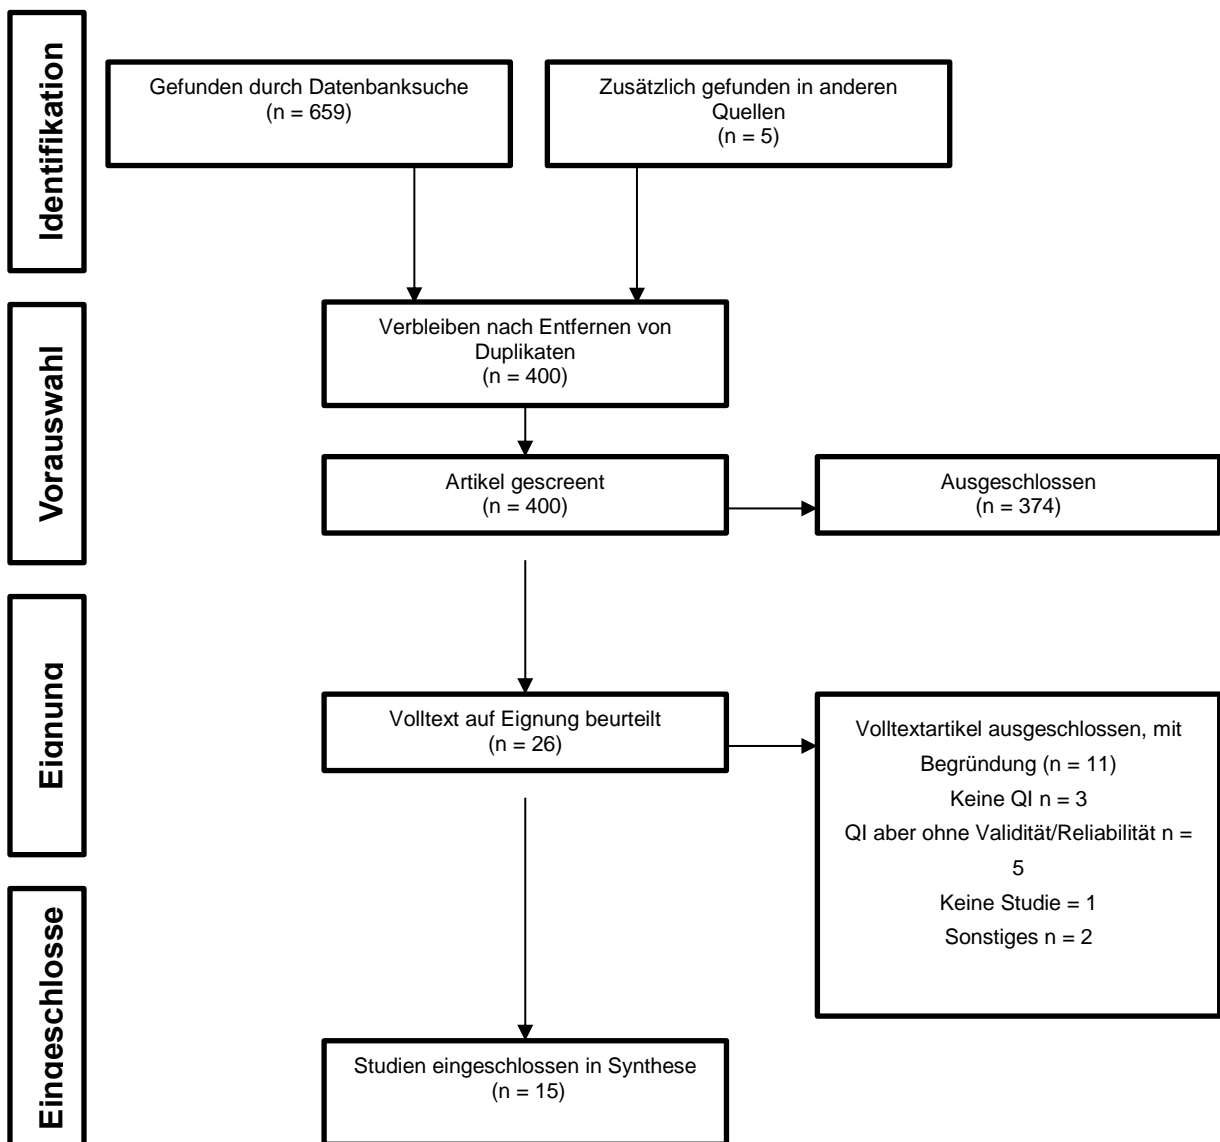 Identifikation
Gefunden durch Datenbanksuche
(n = 659)
Zusätzlich gefunden in anderen
Quellen
(n = 5)
Vorauswahl
Verbleiben nach Entfernen von
Duplikaten
(n = 400)
Artikel gescreent
(n = 400)
Ausgeschlossen
(n = 374)
Eignung
Volltext auf Eignung beurteilt
(n = 26)
Volltextartikel ausgeschlossen, mit
Begründung (n = 11)
Keine QI n = 3
QI aber ohne Validität/Reliabilität n =
5
Keine Studie = 1
Sonstiges n = 2
Eingeschlosse
Studien eingeschlossen in Synthese
(n = 15)